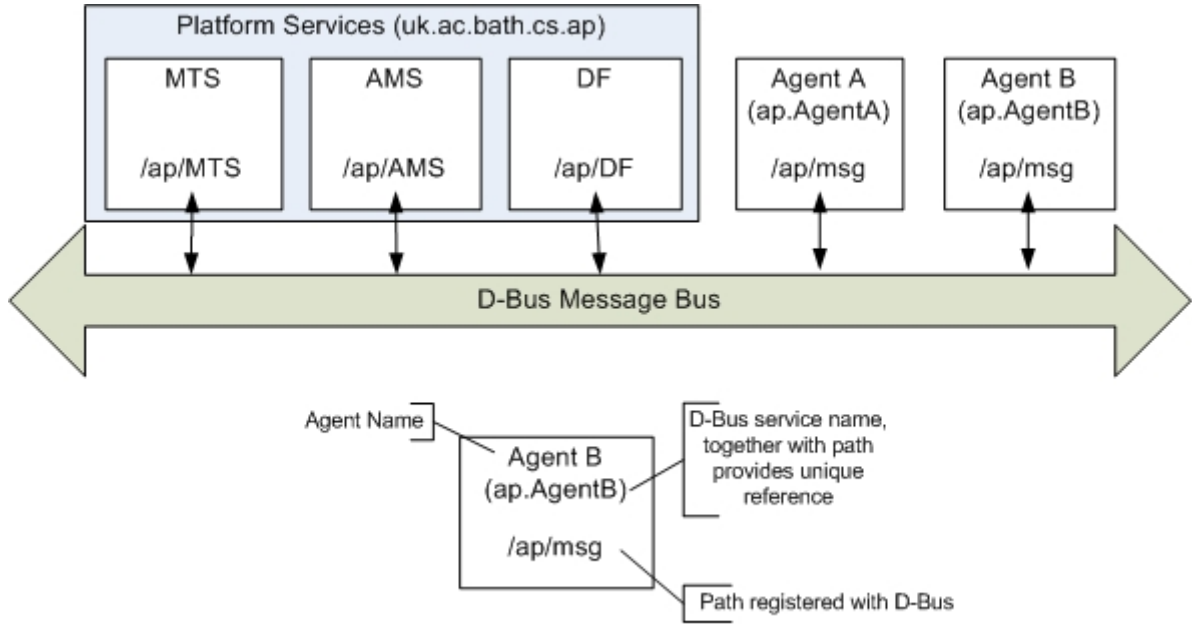 Platform Services (uk.ac.bath.cs.ap)
MTS
/ap/MTS
AMS
/ap/AMS
DF
/ap/DF
Agent A
(ap.AgentA)
/ap/msg
Agent B
(ap.AgentB)
/ap/msg
D-Bus Message Bus
Agent Name
Agent B
(ap.AgentB)
/ap/msg
D-Bus service name,
together with path
provides unique
reference
Path registered with D-Bus